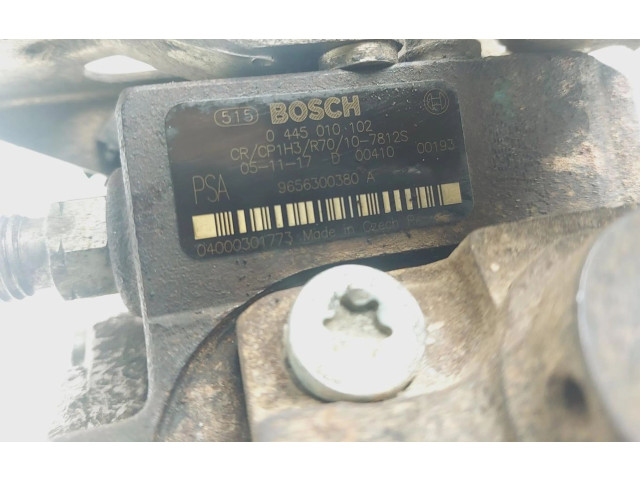 515 BOSCH
0 445 010 102
CR/CP1H3/R70/10-7812S
05-11-17 D 00410 00193
PSA 9656300380 A
04000301773 Made in Czech